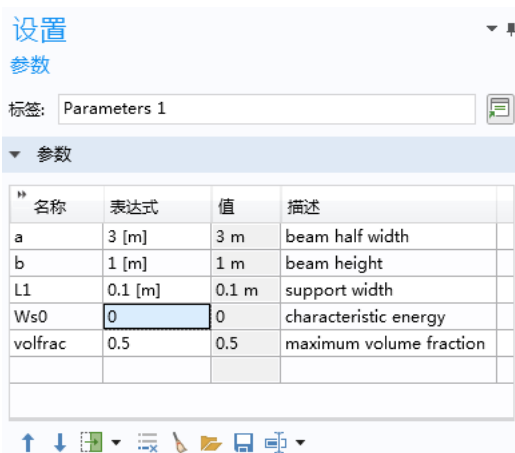 设置
参数
标签: Parameters 1
参数
名称 表达式 值 描述
a 3 [m] 3 m beam half width
b 1 [m] 1 m beam height
L1 0.1 [m] 0.1 m support width
Ws0 0 0 characteristic energy
volfrac 0.5 0.5 maximum volume fraction